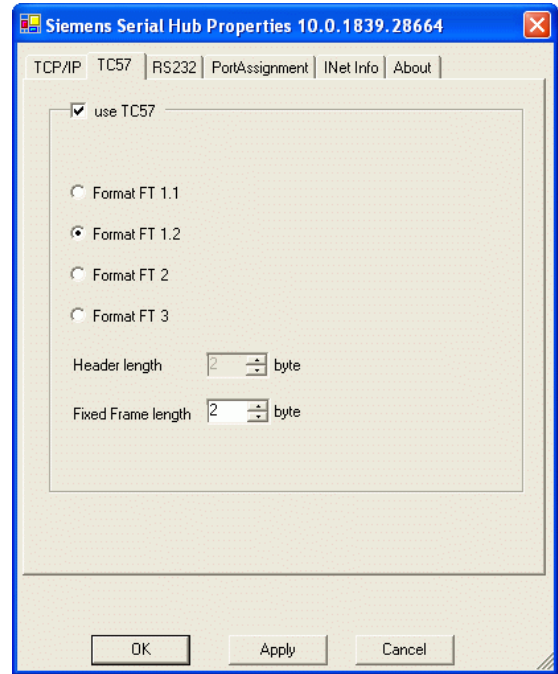 Siemens Serial Hub Properties 10.0.1839.28664
TCP/IP TC57 RS232 PortAssignment INet Info About
use TC57
Format FT 1.1
Format FT 1.2
Format FT 2
Format FT 3
Header length 2 byte
Fixed Frame length 2 byte
OK Apply Cancel